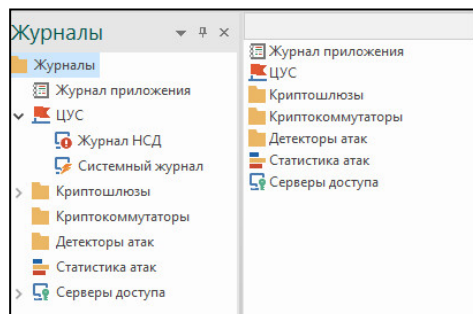 Журналы
Журналы
Журнал приложения
ЦУС
Журнал НСД
Системный журнал
Криптошлюзы
Криптокоммутаторы
Детекторы атак
Статистика атак
Серверы доступа
Журнал приложения
ЦУС
Криптошлюзы
Криптокоммутаторы
Детекторы атак
Статистика атак
Серверы доступа